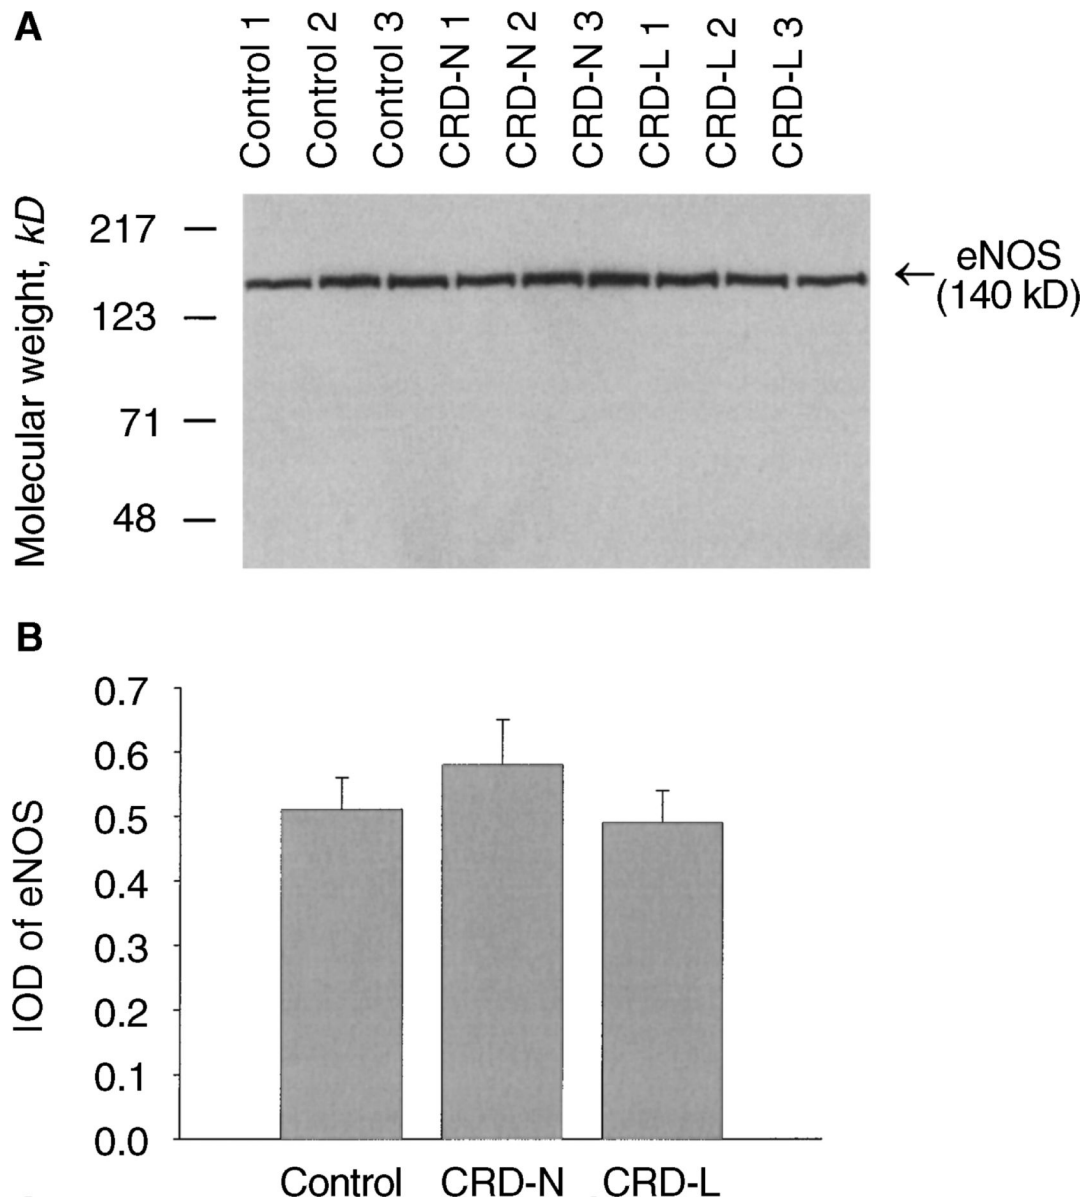 A
Control 1
Control 2
Control 3
CRD-N 1
CRD-N 2
CRD-N 3
CRD-L 1
CRD-L 2
CRD-L 3
Molecular weight, kD
217
123
71
48
eNOS
(140 kD)
B
IOD of eNOS
0.7
0.6
0.5
0.4
0.3
0.2
0.1
0.0
Control
CRD-N
CRD-L